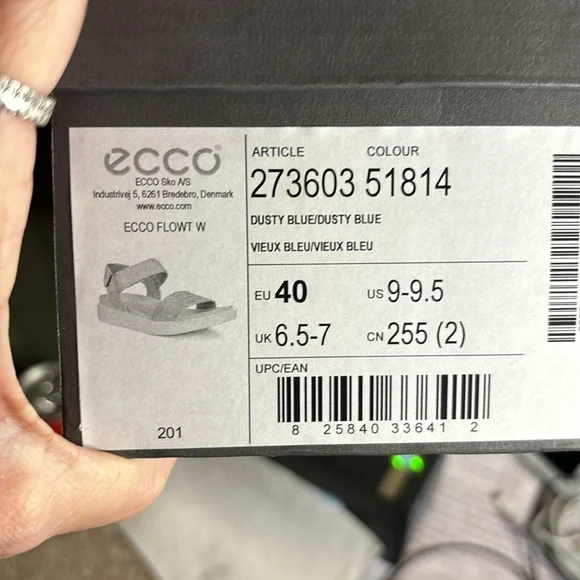 ecco
ECCO Sko A/S
Industrivej 5, 6261 Bredebro, Denmark
www.ecco.com
ECCO FLOWT W
201
ARTICLE COLOUR
273603 51814
DUSTY BLUE/DUSTY BLUE
VIEUX BLEU/VIEUX BLEU
EU 40 US 9-9.5
UK 6.5-7 CN 255 (2)
UPC/EAN
8 25840 33641 2